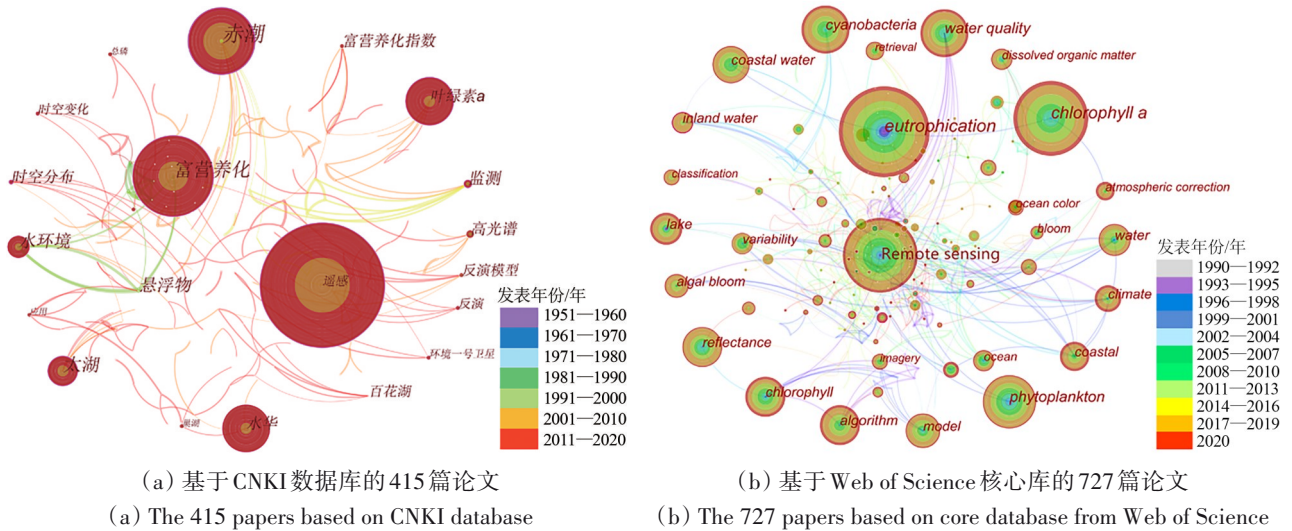 赤潮
富营养化指数
总磷
叶绿素a
时空变化
富营养化
监测
时空分布
高光谱
水环境
反演模型
悬浮物
遥感
反演
应用
环境一号卫星
太湖
百花湖
巢湖
水华
发表年份/年
1951—1960
1961—1970
1971—1980
1981—1990
1991—2000
2001—2010
2011—2020
(a) 基于CNKI数据库的415篇论文
(a) The 415 papers based on CNKI database
cyanobacteria
water quality
retrieval
dissolved organic matter
coastal water
chlorophyll a
eutrophication
inland water
classification
atmospheric correction
ocean color
lake
bloom
variability
water
Remote sensing
algal bloom
climate
reflectance
coastal
imagery
ocean
chlorophyll
phytoplankton
algorithm
model
发表年份/年
1990—1992
1993—1995
1996—1998
1999—2001
2002—2004
2005—2007
2008—2010
2011—2013
2014—2016
2017—2019
2020
(b) 基于Web of Science核心库的727篇论文
(b) The 727 papers based on core database from Web of Science